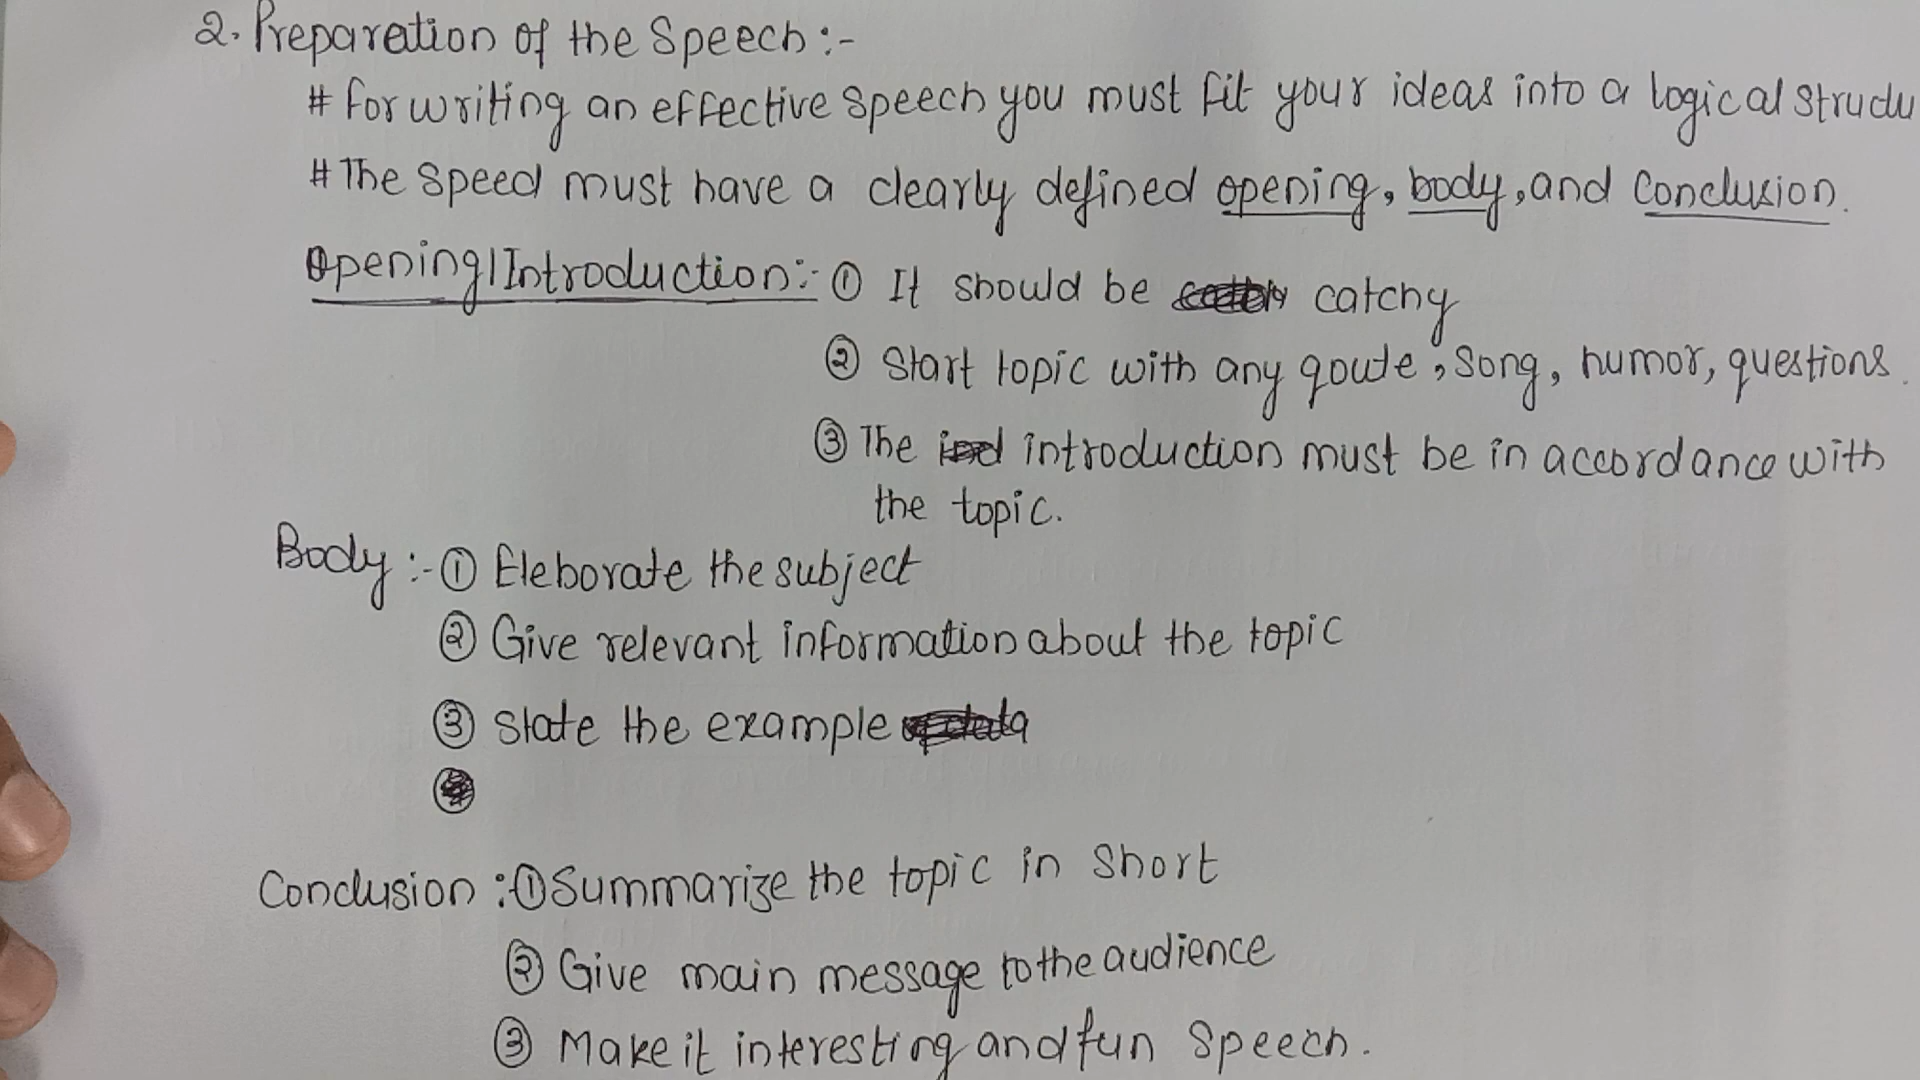 2. Preparation of the Speech :-
# For writing an effective speech you must fit your ideas into a logical structu
# The Speed must have a clearly defined opening, body, and Conclusion.
Opening/Introduction:- ① It should be catchy
② Start topic with any qoute, Song, humor, questions.
③ The introduction must be in accordance with
the topic.
Body :- ① Eleborate the subject
② Give relevant information about the topic
③ State the example
Conclusion :① Summarize the topic in Short
② Give main message to the audience
③ Make it interesting and fun Speech.